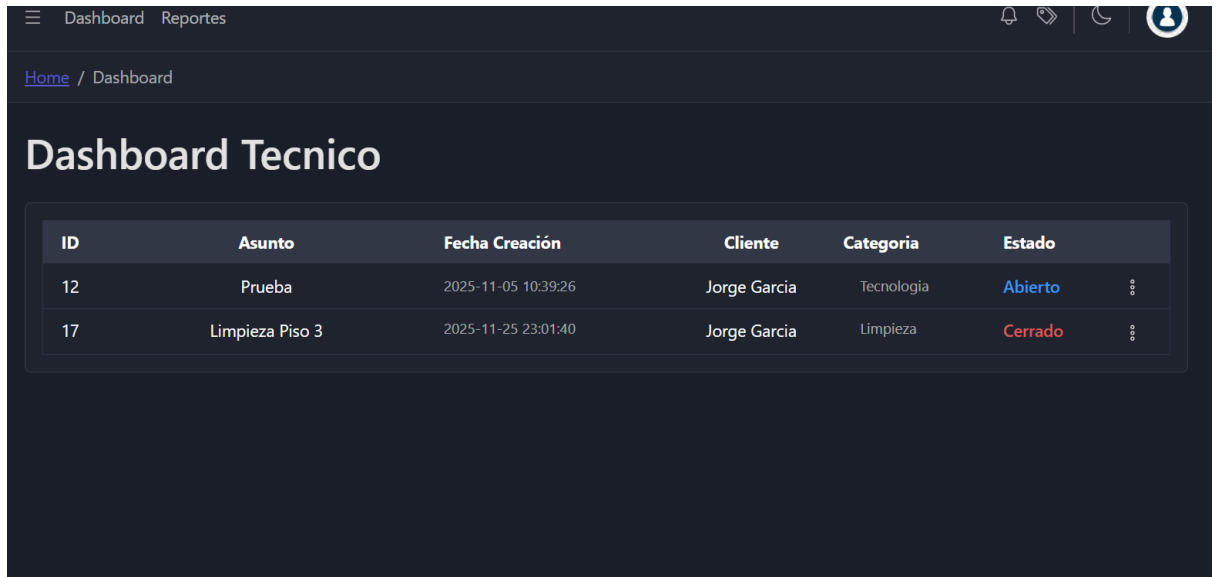 Dashboard Reportes
Home / Dashboard
Dashboard Tecnico
ID Asunto Fecha Creación Cliente Categoria Estado
12 Prueba 2025-11-05 10:39:26 Jorge Garcia Tecnologia Abierto
17 Limpieza Piso 3 2025-11-25 23:01:40 Jorge Garcia Limpieza Cerrado